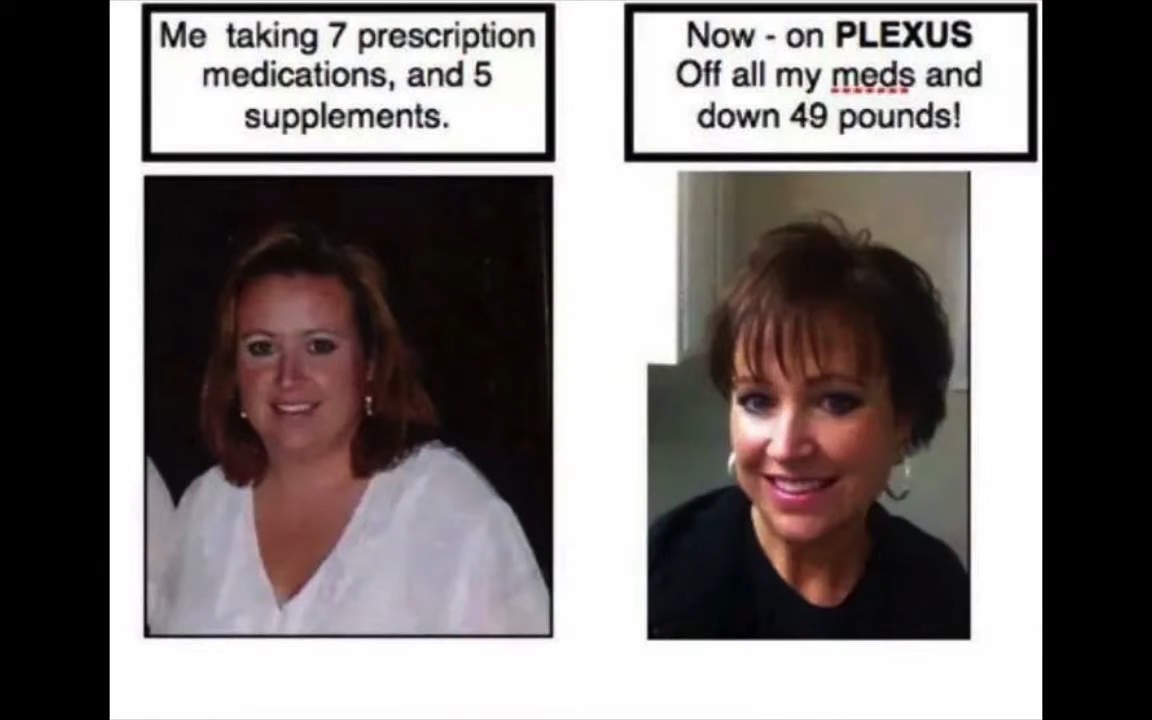 Me taking 7 prescription
medications, and 5
supplements.
Now - on PLEXUS
Off all my meds and
down 49 pounds!